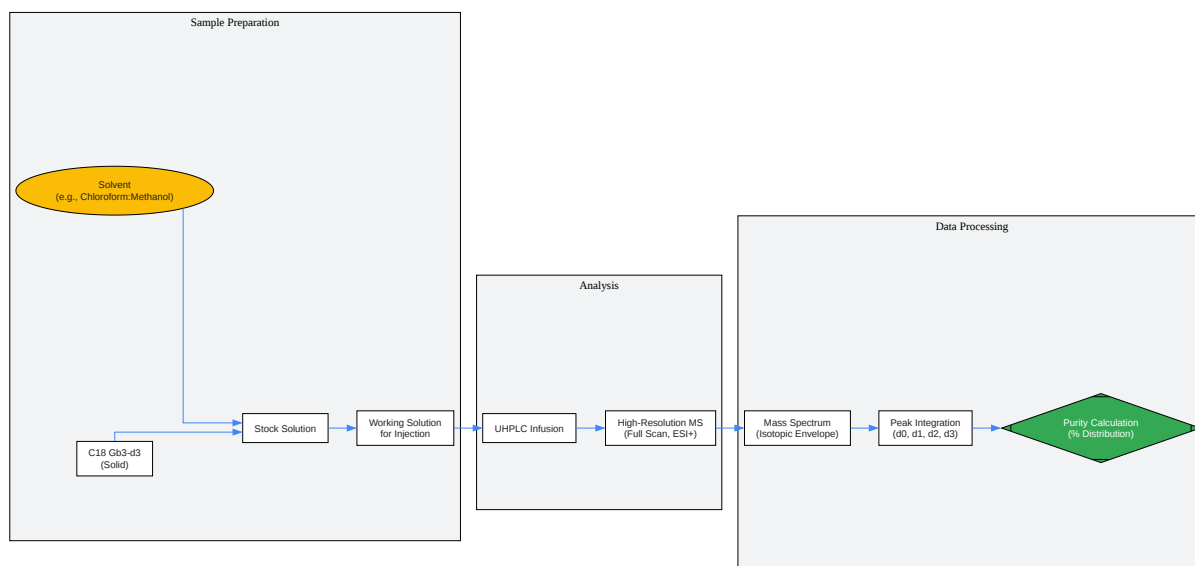 Sample Preparation
Solvent
(e.g., Chloroform:Methanol)
C18 Gb3-d3
(Solid)
Stock Solution
Working Solution
for Injection
Analysis
UHPLC Infusion
High-Resolution MS
(Full Scan, ESI+)
Data Processing
Mass Spectrum
(Isotopic Envelope)
Peak Integration
(d0, d1, d2, d3)
Purity Calculation
(% Distribution)